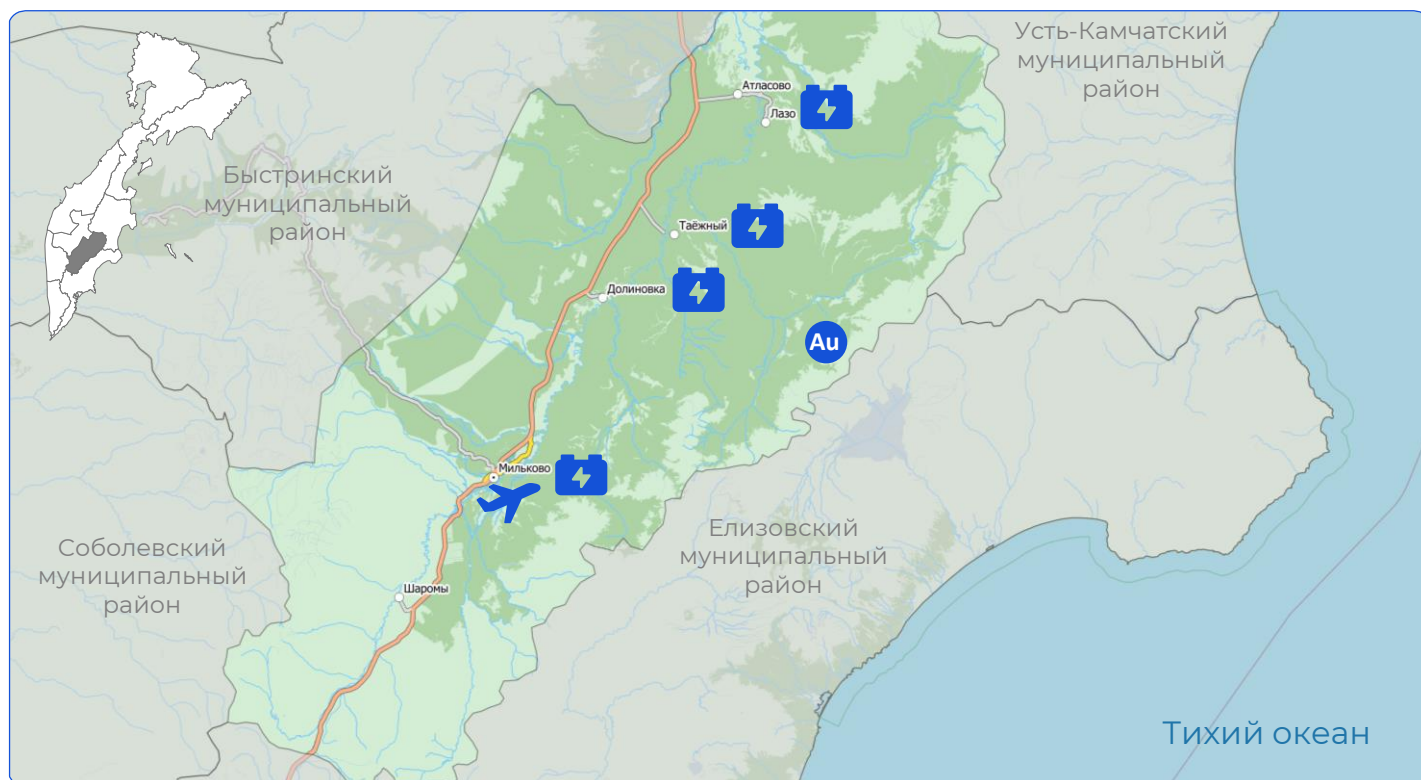 Усть-Камчатский
муниципальный
район
Атласово
Лазо
Быстринский
муниципальный
район
Таёжный
Долиновка
Au
Мильково
Елизовский
муниципальный
район
Соболевский
муниципальный
район
Шаромы
Тихий океан